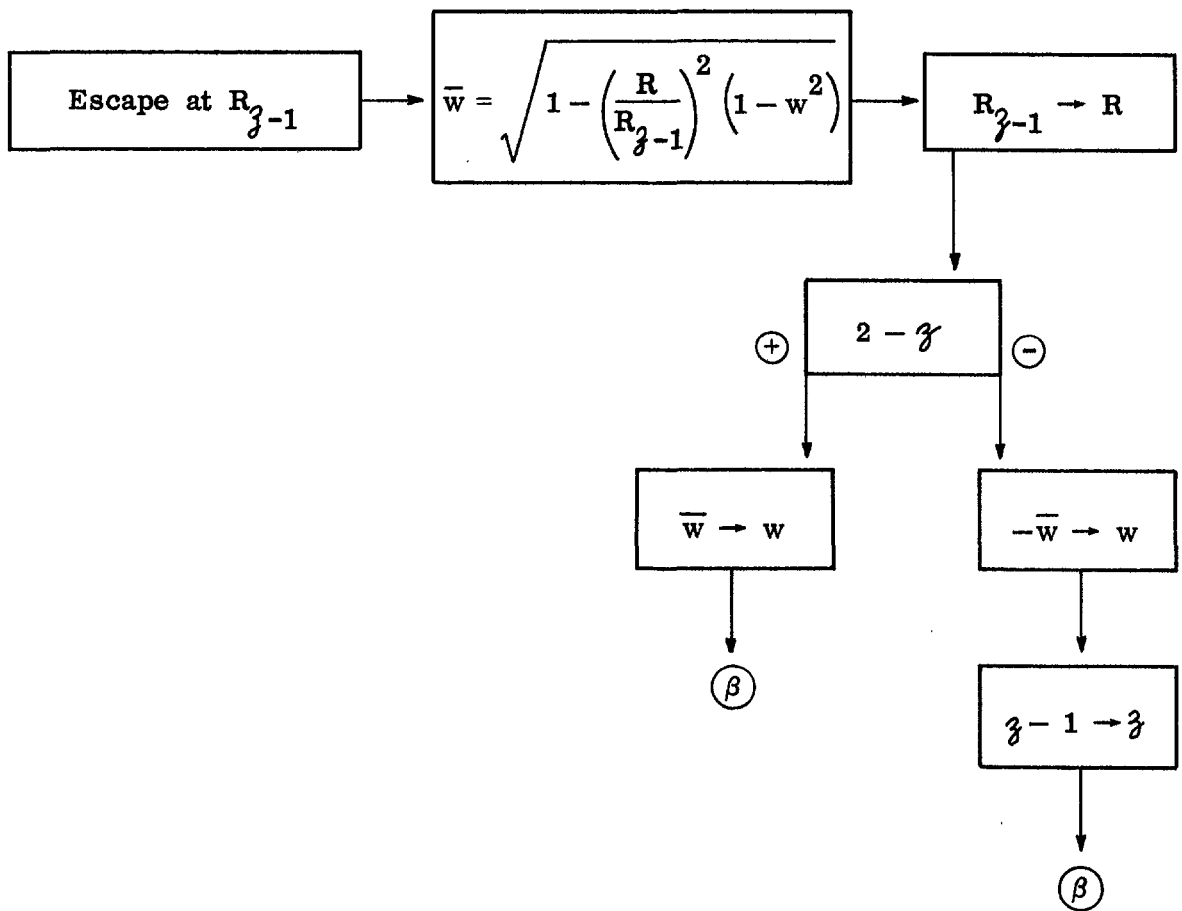 Escape at R_{z-1}
w̅ = √(1 − (R/R_{z-1})² (1 − w²))
R_{z-1} → R
2 − z
⊕ ⊖
w̅ → w
−w̅ → w
β
z − 1 → z
β